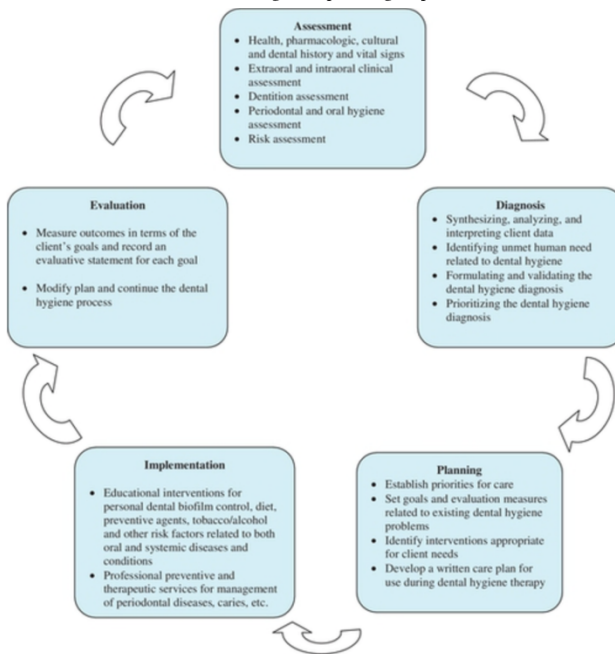 Assessment
• Health, pharmacologic, cultural
and dental history and vital signs
• Extraoral and intraoral clinical
assessment
• Dentition assessment
• Periodontal and oral hygiene
assessment
• Risk assessment
Diagnosis
• Synthesizing, analyzing, and
interpreting client data
• Identifying unmet human need
related to dental hygiene
• Formulating and validating the
dental hygiene diagnosis
• Prioritizing the dental hygiene
diagnosis
Planning
• Establish priorities for care
• Set goals and evaluation measures
related to existing dental hygiene
problems
• Identify interventions appropriate
for client needs
• Develop a written care plan for
use during dental hygiene therapy
Implementation
• Educational interventions for
personal dental biofilm control, diet,
preventive agents, tobacco/alcohol
and other risk factors related to both
oral and systemic diseases and
conditions
• Professional preventive and
therapeutic services for management
of periodontal diseases, caries, etc.
Evaluation
• Measure outcomes in terms of the
client's goals and record an
evaluative statement for each goal
• Modify plan and continue the dental
hygiene process